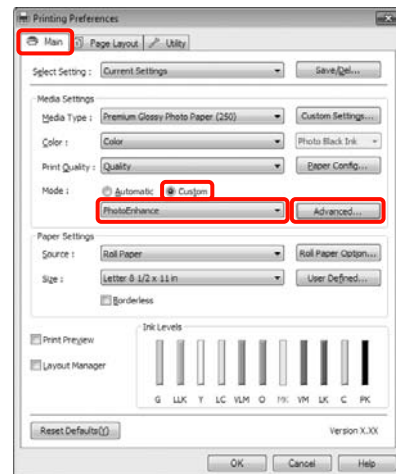 Printing Preferences
Main Page Layout Utility
Select Setting : Current Settings Save/Del...
Media Settings
Media Type : Premium Glossy Photo Paper (250) Custom Settings...
Color : Color Photo Black Ink
Print Quality : Quality Paper Config...
Mode : Automatic Custom
PhotoEnhance Advanced...
Paper Settings
Source : Roll Paper Roll Paper Option...
Size : Letter 8 1/2 x 11 in User Defined...
Borderless
Print Preview
Layout Manager
Ink Levels
G LLK Y LC VLM O MK VM LK C PK
Reset Defaults(Y) Version X.XX
OK Cancel Help